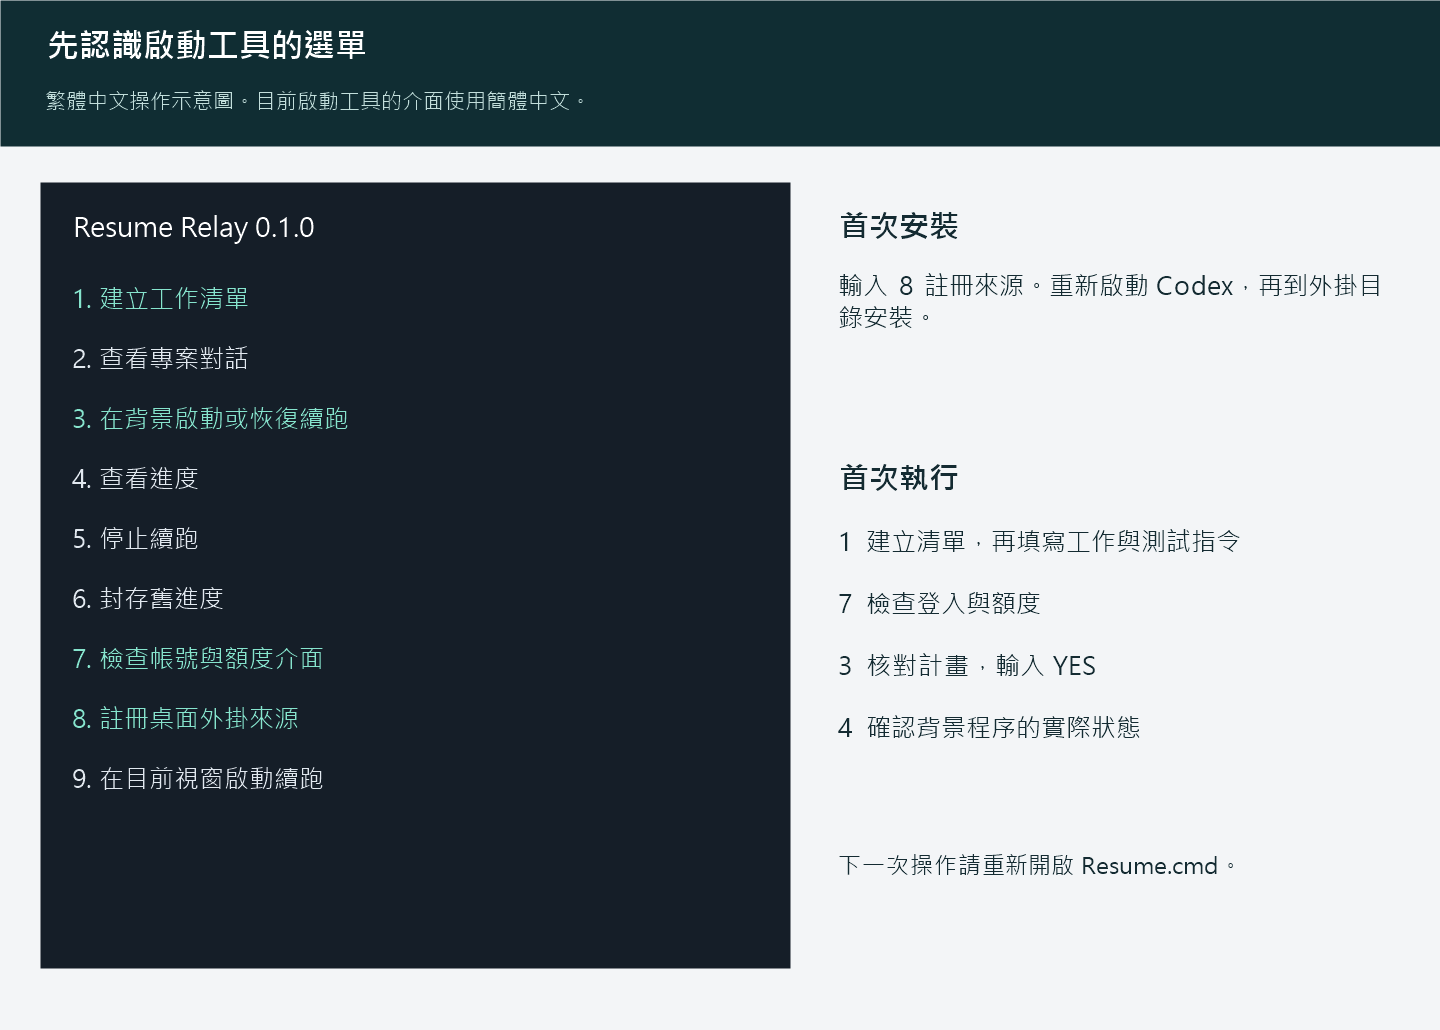 先認識啟動工具的選單
繁體中文操作示意圖。目前啟動工具的介面使用簡體中文。
Resume Relay 0.1.0
1. 建立工作清單
2. 查看專案對話
3. 在背景啟動或恢復續跑
4. 查看進度
5. 停止續跑
6. 封存舊進度
7. 檢查帳號與額度介面
8. 註冊桌面外掛來源
9. 在目前視窗啟動續跑
首次安裝
輸入 8 註冊來源。重新啟動 Codex，再到外掛目
錄安裝。
首次執行
1 建立清單，再填寫工作與測試指令
7 檢查登入與額度
3 核對計畫，輸入 YES
4 確認背景程序的實際狀態
下一次操作請重新開啟 Resume.cmd。